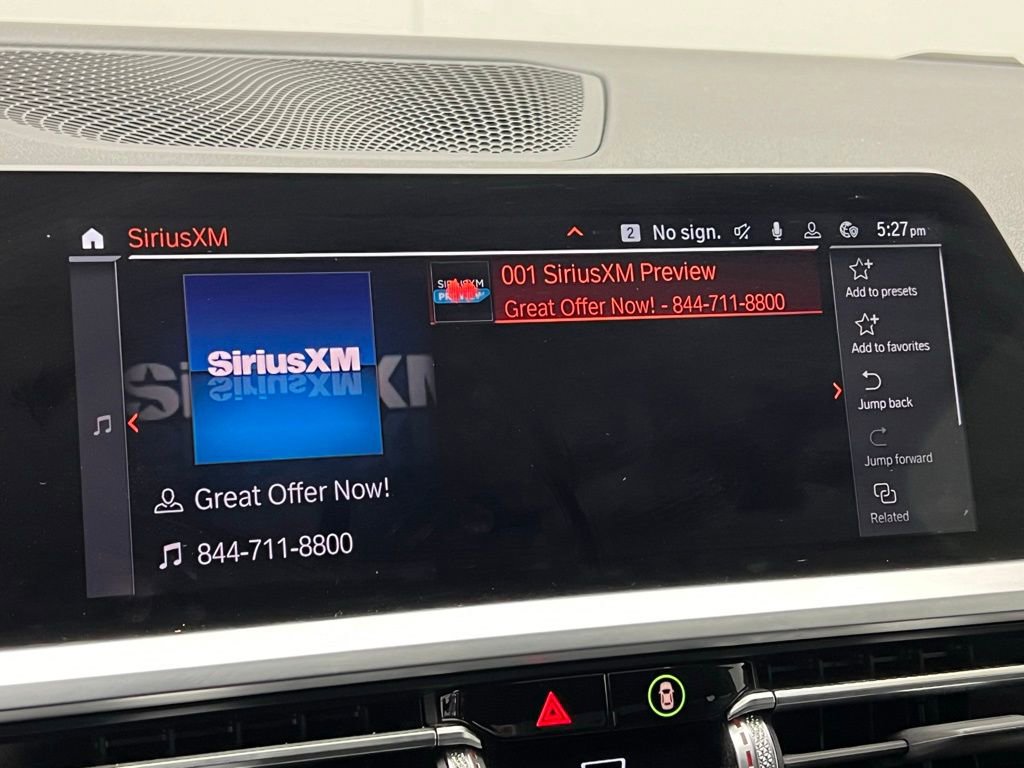 SiriusXM
2 No sign. 5:27 pm
SiriusXM
001 SiriusXM Preview
Great Offer Now! - 844-711-8800
Great Offer Now!
844-711-8800
Add to presets
Add to favorites
Jump back
Jump forward
Related